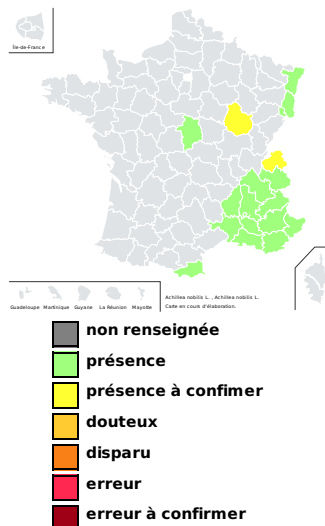 Île-de-France
Guadeloupe Martinique Guyane La Réunion Mayotte
Achillea nobilis L. , Achillea nobilis L.
Carte en cours d'élaboration.
non renseignée
présence
présence à confimer
douteux
disparu
erreur
erreur à confirmer